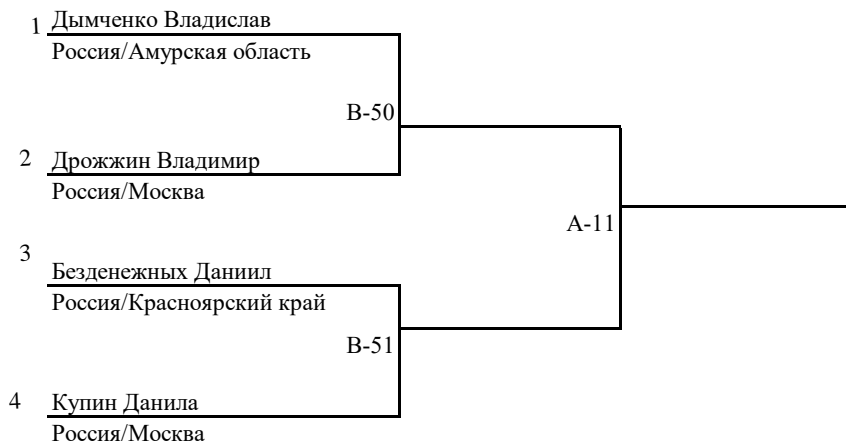 1 Дымченко Владислав
Россия/Амурская область
В-50
2 Дрожжин Владимир
Россия/Москва
А-11
3 Безденежных Даниил
Россия/Красноярский край
В-51
4 Купин Данила
Россия/Москва